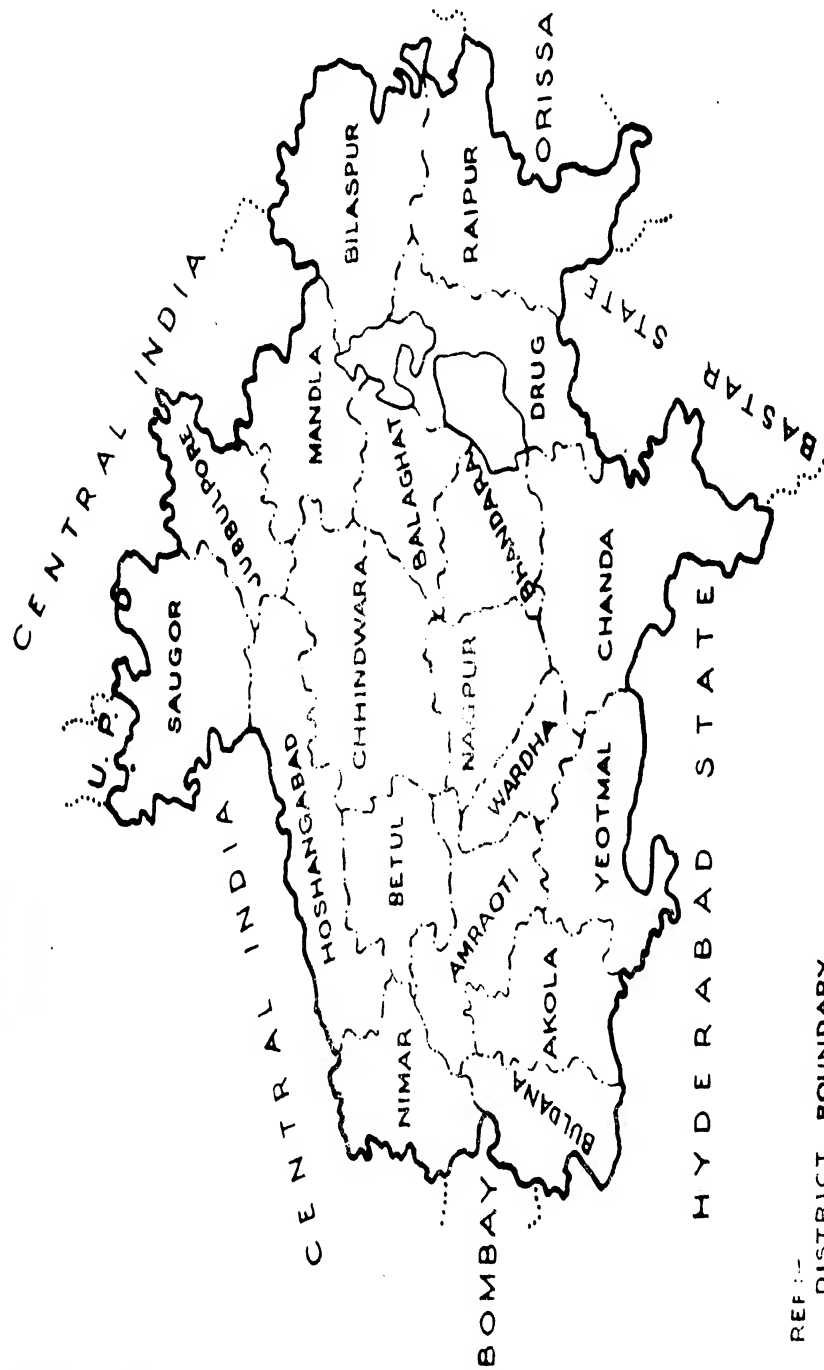 CENTRAL INDIA
U. P.
SAUGOR
JUBBULPORE
CENTRAL INDIA
HOSHANGABAD
MANDLA
BILASPUR
NIMAR
BETUL
CHHINDWARA
BALAGHAT
RAIPUR
BOMBAY
AMRAOTI
NAGPUR
BHANDARA
DRUG
ORISSA
BULDANA
AKOLA
WARDHA
YEOTMAL
CHANDA
BASTAR STATE
HYDERABAD STATE
REF:-
DISTRICT BOUNDARY